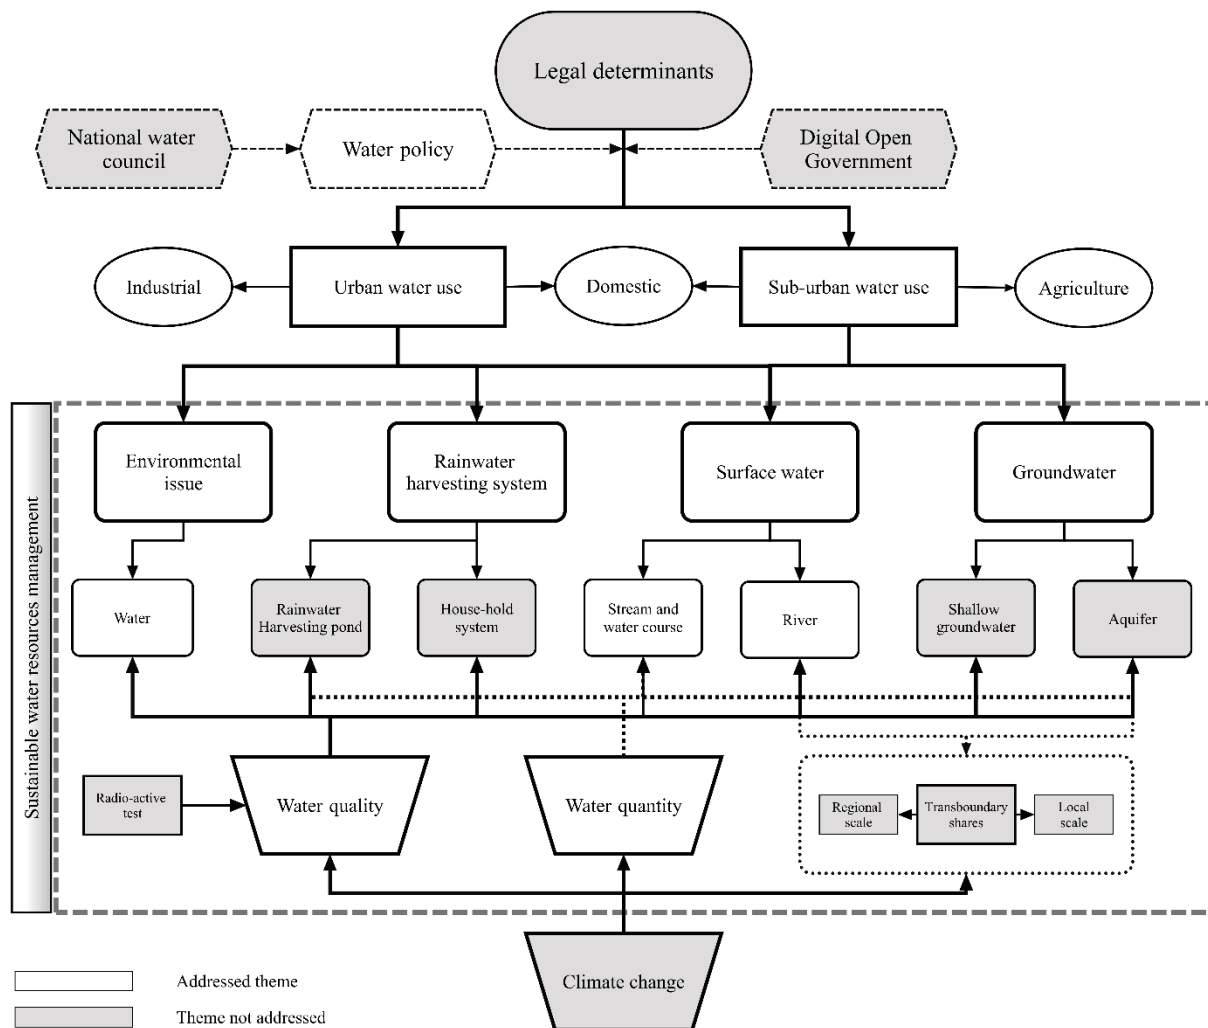 Legal determinants
National water
council
Water policy
Digital Open
Government
Industrial
Urban water use
Domestic
Sub-urban water use
Agriculture
Sustainable water resources management
Environmental
issue
Rainwater
harvesting system
Surface water
Groundwater
Water
Rainwater
Harvesting pond
House-hold
system
Stream and
water course
River
Shallow
groundwater
Aquifer
Radio-active
test
Water quality
Water quantity
Regional
scale
Transboundary
shares
Local
scale
Climate change
Addressed theme
Theme not addressed